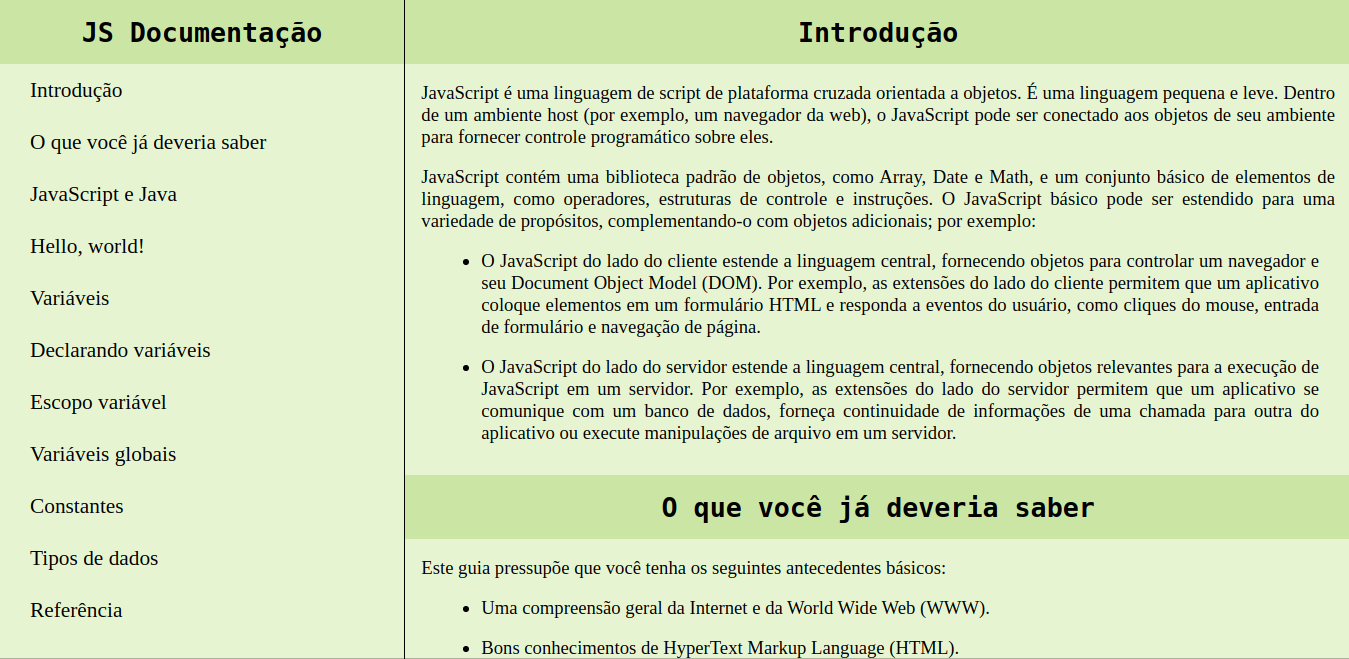 JS Documentação
Introdução
O que você já deveria saber
JavaScript e Java
Hello, world!
Variáveis
Declarando variáveis
Escopo variável
Variáveis globais
Constantes
Tipos de dados
Referência
Introdução
JavaScript é uma linguagem de script de plataforma cruzada orientada a objetos. É uma linguagem pequena e leve. Dentro
de um ambiente host (por exemplo, um navegador da web), o JavaScript pode ser conectado aos objetos de seu ambiente
para fornecer controle programático sobre eles.
JavaScript contém uma biblioteca padrão de objetos, como Array, Date e Math, e um conjunto básico de elementos de
linguagem, como operadores, estruturas de controle e instruções. O JavaScript básico pode ser estendido para uma
variedade de propósitos, complementando-o com objetos adicionais; por exemplo:
• O JavaScript do lado do cliente estende a linguagem central, fornecendo objetos para controlar um navegador e
seu Document Object Model (DOM). Por exemplo, as extensões do lado do cliente permitem que um aplicativo
coloque elementos em um formulário HTML e responda a eventos do usuário, como cliques do mouse, entrada
de formulário e navegação de página.
• O JavaScript do lado do servidor estende a linguagem central, fornecendo objetos relevantes para a execução de
JavaScript em um servidor. Por exemplo, as extensões do lado do servidor permitem que um aplicativo se
comunique com um banco de dados, forneça continuidade de informações de uma chamada para outra do
aplicativo ou execute manipulações de arquivo em um servidor.
O que você já deveria saber
Este guia pressupõe que você tenha os seguintes antecedentes básicos:
• Uma compreensão geral da Internet e da World Wide Web (WWW).
• Bons conhecimentos de HyperText Markup Language (HTML).